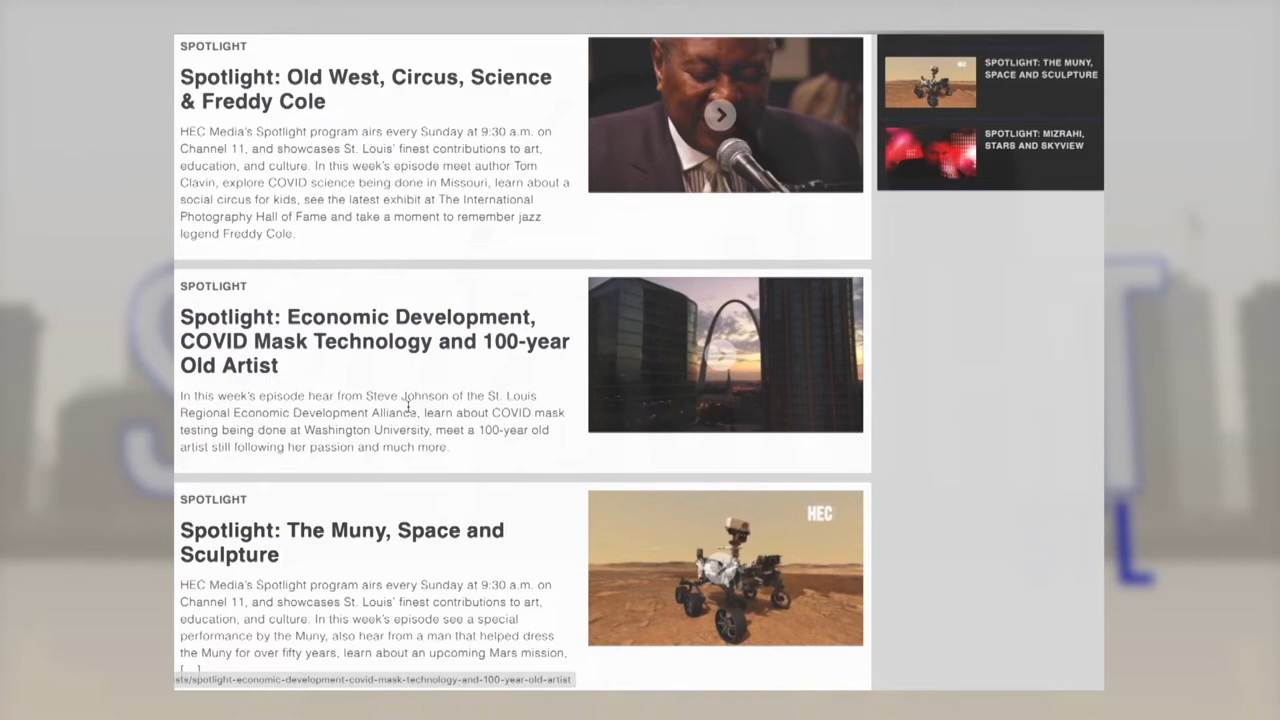 SPOTLIGHT
Spotlight: Old West, Circus, Science
& Freddy Cole
HEC Media's Spotlight program airs every Sunday at 9:30 a.m. on
Channel 11, and showcases St. Louis' finest contributions to art,
education, and culture. In this week's episode meet author Tom
Clavin, explore COVID science being done in Missouri, learn about a
social circus for kids, see the latest exhibit at The International
Photography Hall of Fame and take a moment to remember jazz
legend Freddy Cole.
SPOTLIGHT
Spotlight: Economic Development,
COVID Mask Technology and 100-year
Old Artist
In this week's episode hear from Steve Johnson of the St. Louis
Regional Economic Development Alliance, learn about COVID mask
testing being done at Washington University, meet a 100-year old
artist still following her passion and much more.
SPOTLIGHT
Spotlight: The Muny, Space and
Sculpture
HEC Media's Spotlight program airs every Sunday at 9:30 a.m. on
Channel 11, and showcases St. Louis' finest contributions to art,
education, and culture. In this week's episode see a special
performance by the Muny, also hear from a man that helped dress
the Muny for over fifty years, learn about an upcoming Mars mission,
[...]
sts/spotlight-economic-development-covid-mask-technology-and-100-year-old-artist
HEC
HEC
SPOTLIGHT: THE MUNY,
SPACE AND SCULPTURE
SPOTLIGHT: MIZRAHI,
STARS AND SKYVIEW